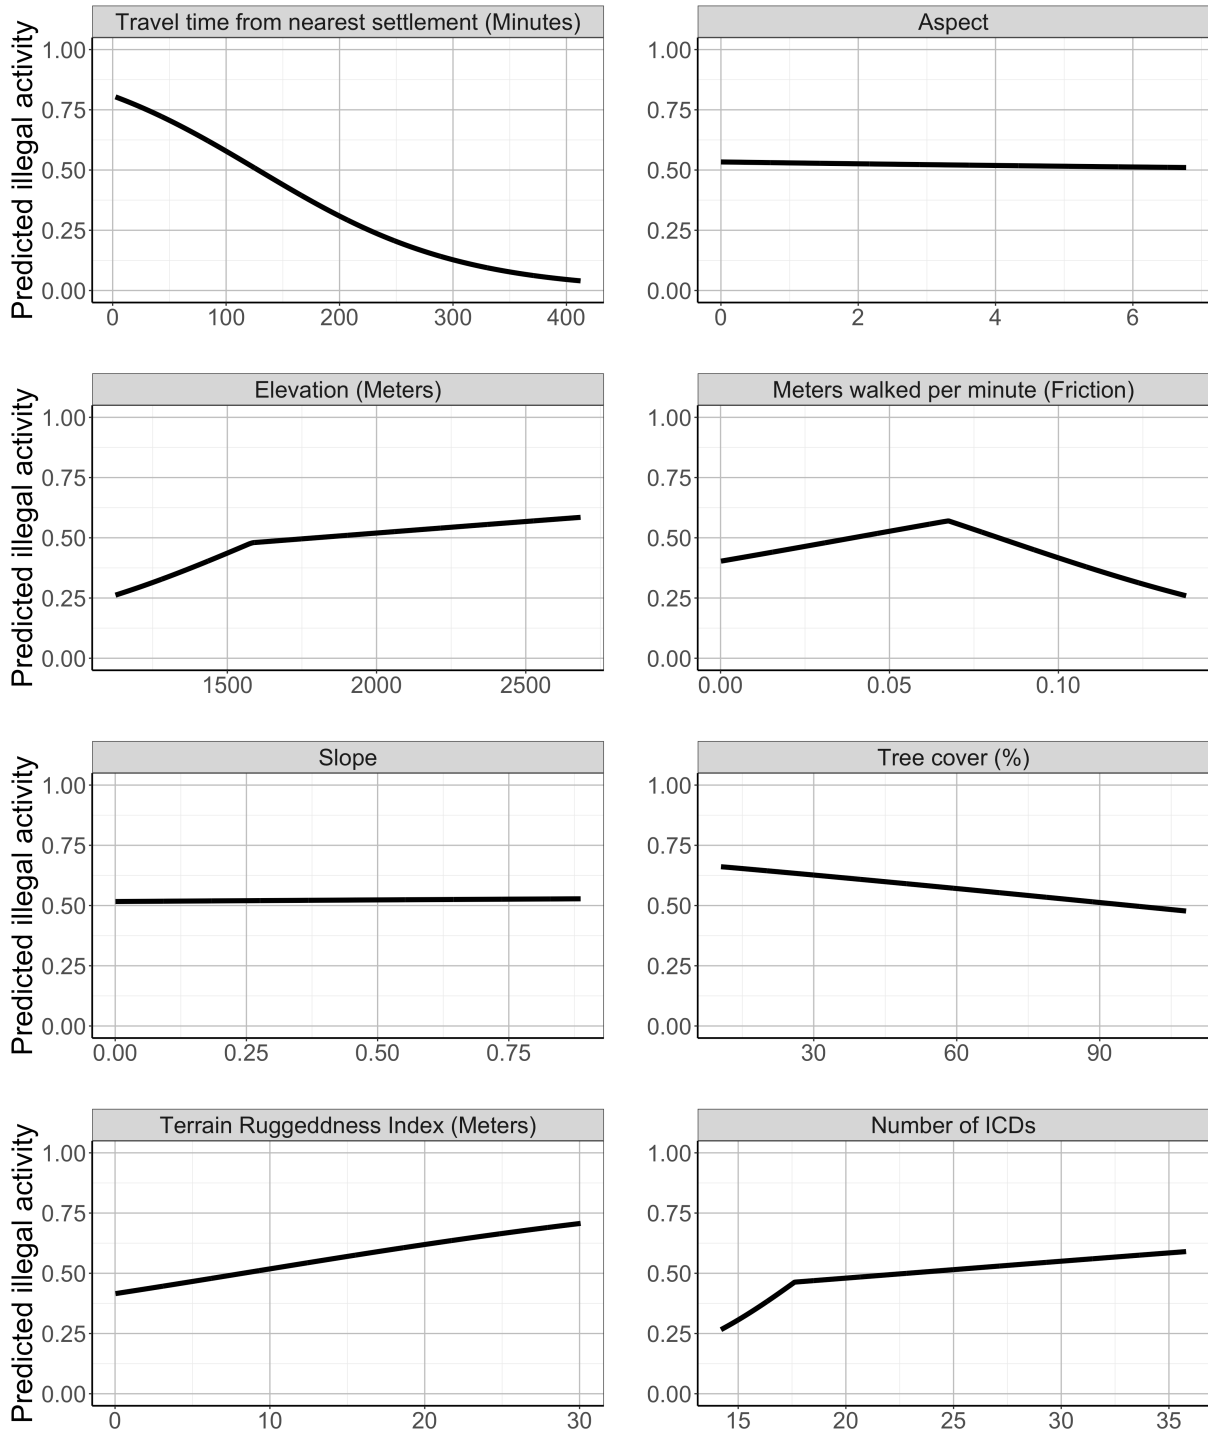 Travel time from nearest settlement (Minutes)
Aspect
Predicted illegal activity
1.00
0.75
0.50
0.25
0.00
0 100 200 300 400
1.00
0.75
0.50
0.25
0.00
0 2 4 6
Elevation (Meters)
Meters walked per minute (Friction)
Predicted illegal activity
1.00
0.75
0.50
0.25
0.00
1500 2000 2500
1.00
0.75
0.50
0.25
0.00
0.00 0.05 0.10
Slope
Tree cover (%)
Predicted illegal activity
1.00
0.75
0.50
0.25
0.00
0.00 0.25 0.50 0.75
1.00
0.75
0.50
0.25
0.00
30 60 90
Terrain Ruggeddness Index (Meters)
Number of ICDs
Predicted illegal activity
1.00
0.75
0.50
0.25
0.00
0 10 20 30
1.00
0.75
0.50
0.25
0.00
15 20 25 30 35